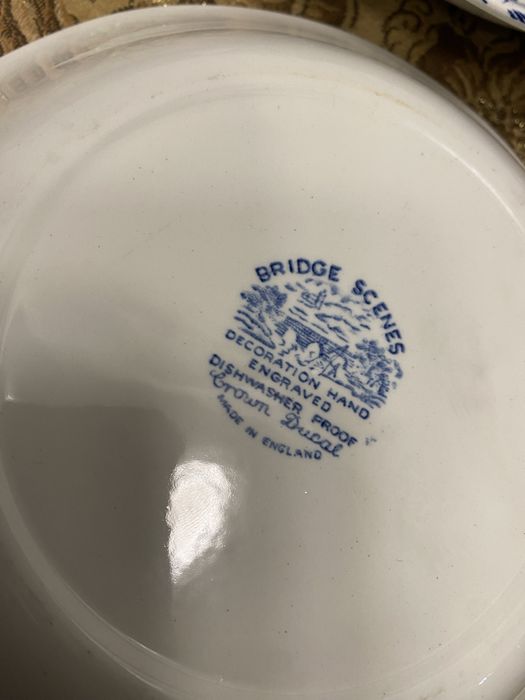 BRIDGE SCENES
DECORATION HAND
ENGRAVED
DISHWASHER PROOF
Crown Ducal
MADE IN ENGLAND